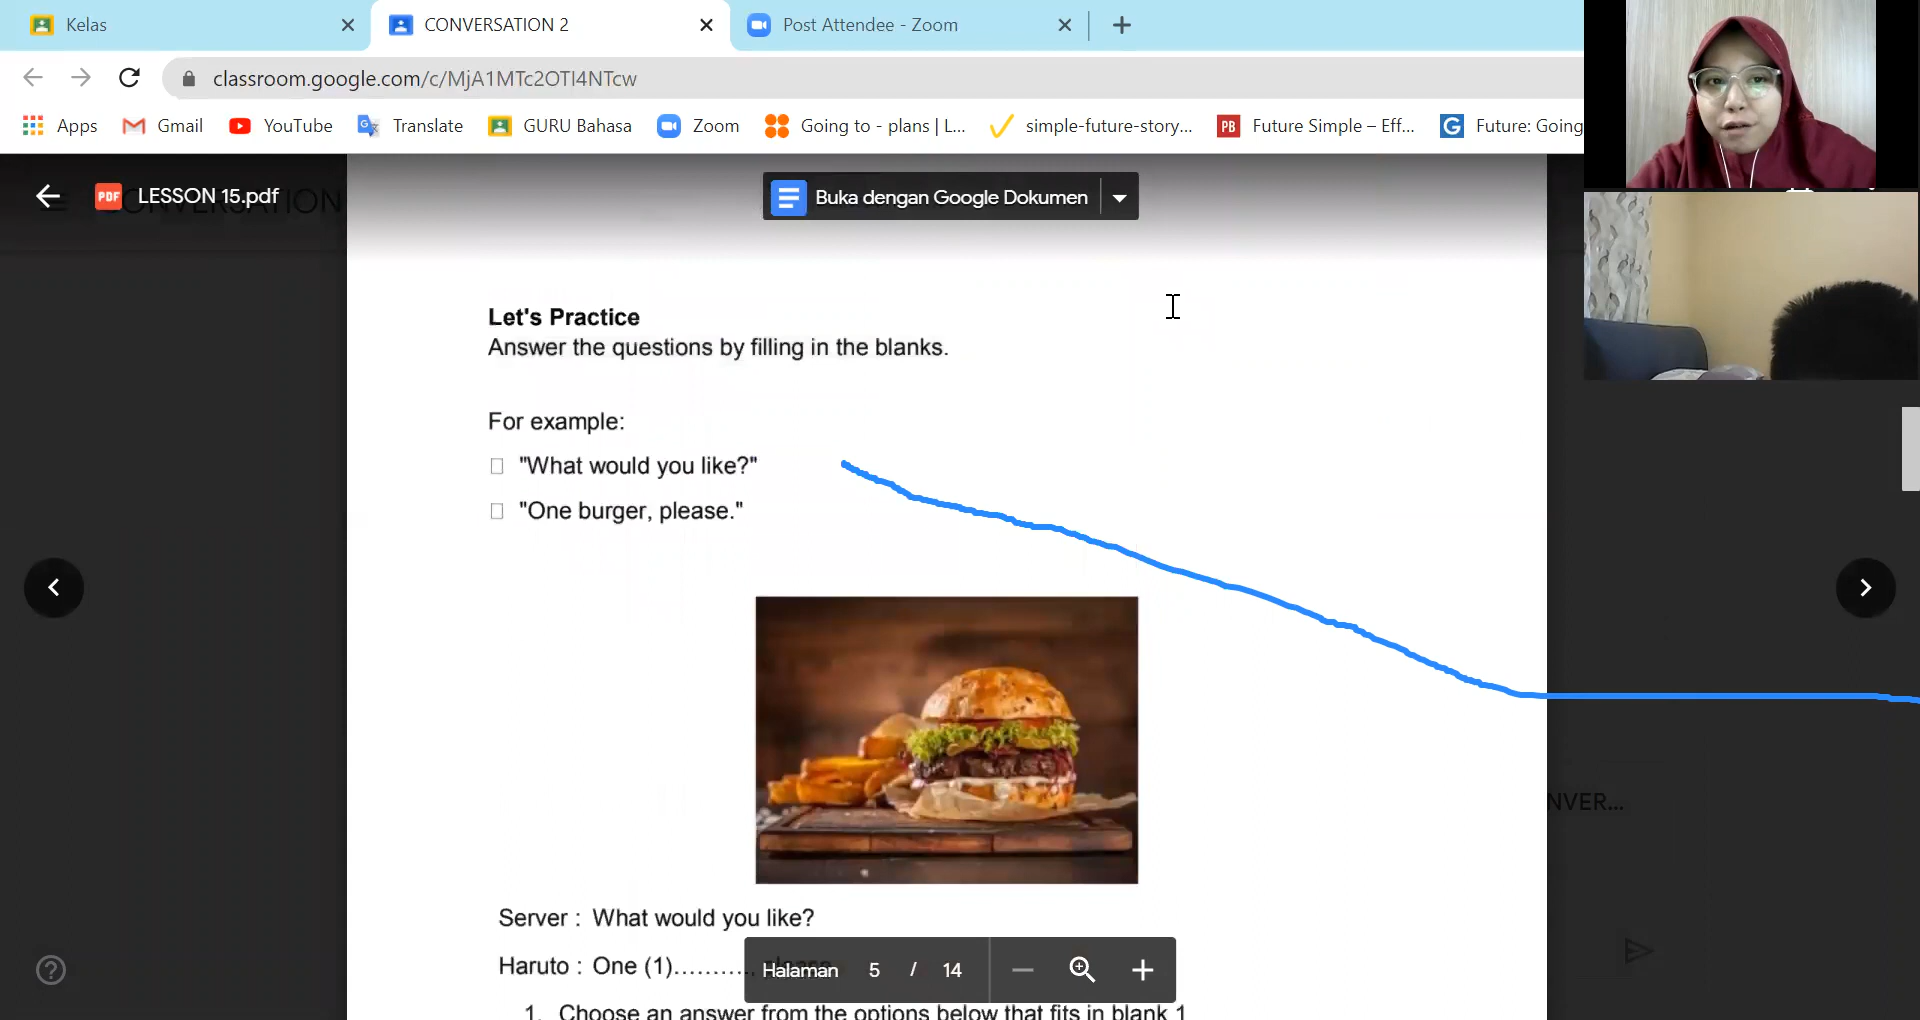 Kelas
CONVERSATION 2
Post Attendee - Zoom
classroom.google.com/c/MjA1MTc2OTI4NTcw
Apps
Gmail
YouTube
Translate
GURU Bahasa
Zoom
Going to - plans | L...
simple-future-story...
PB Future Simple – Eff...
G Future: Going
PDF LESSON 15.pdf
CONVERSATION
Buka dengan Google Dokumen
Let's Practice
Answer the questions by filling in the blanks.
For example:
"What would you like?"
"One burger, please."
NVER...
Server : What would you like?
Haruto : One (1).......... please
Halaman 5 / 14
1. Choose an answer from the options below that fits in blank 1